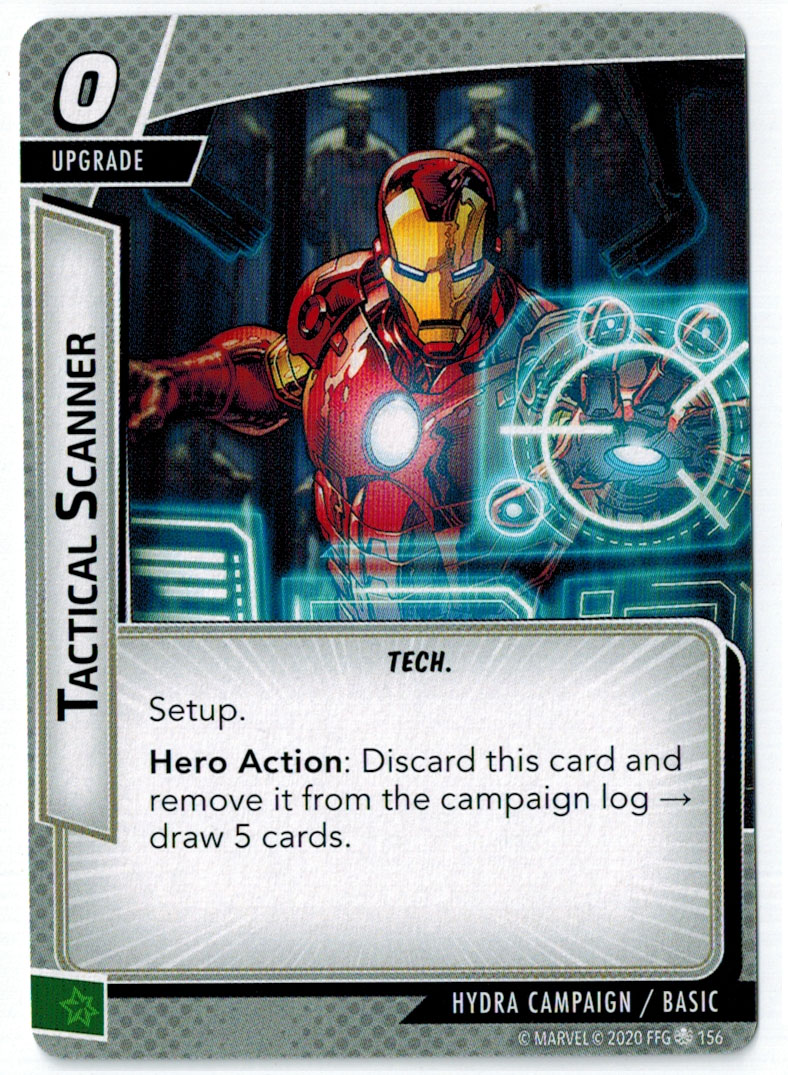 0
UPGRADE
TACTICAL SCANNER
TECH.
Setup.
Hero Action: Discard this card and
remove it from the campaign log →
draw 5 cards.
HYDRA CAMPAIGN / BASIC
© MARVEL © 2020 FFG 156